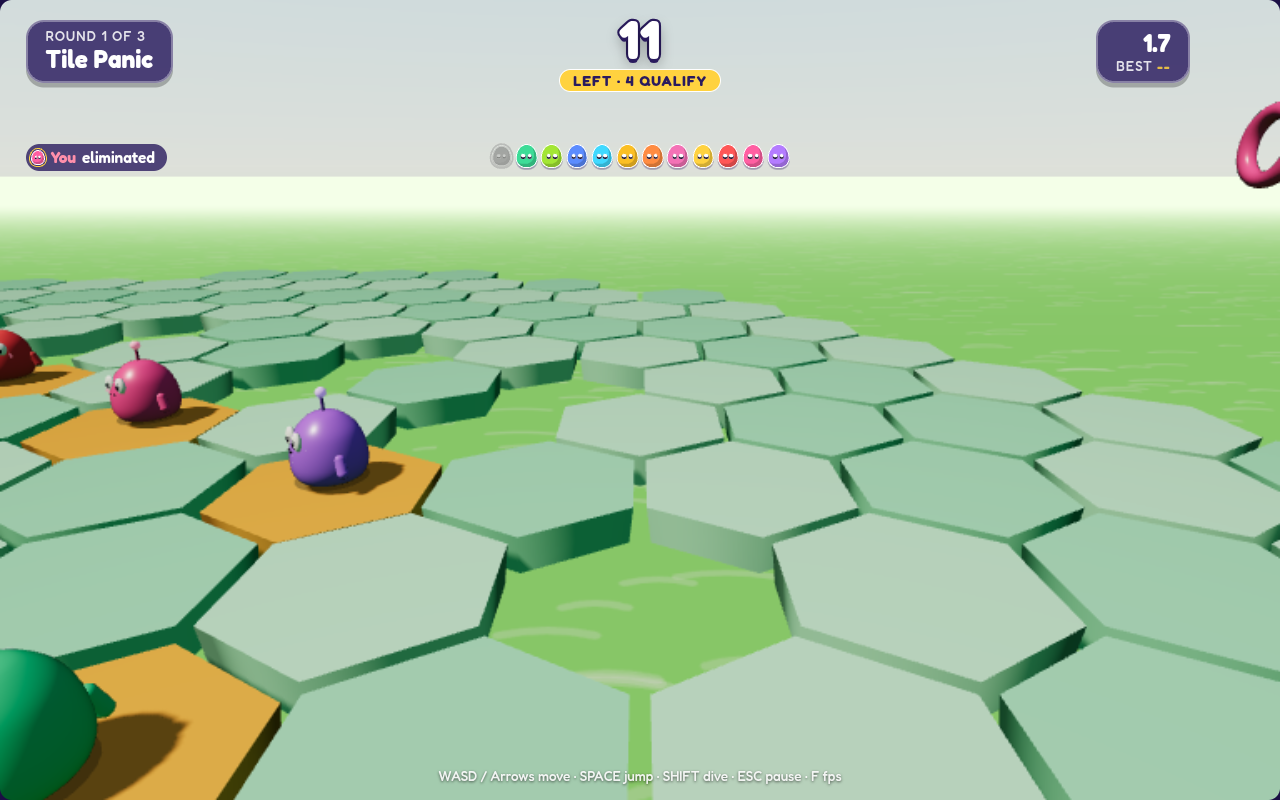 ROUND 1 OF 3
Tile Panic
11
LEFT · 4 QUALIFY
1.7
BEST --
You eliminated
WASD / Arrows move · SPACE jump · SHIFT dive · ESC pause · F fps